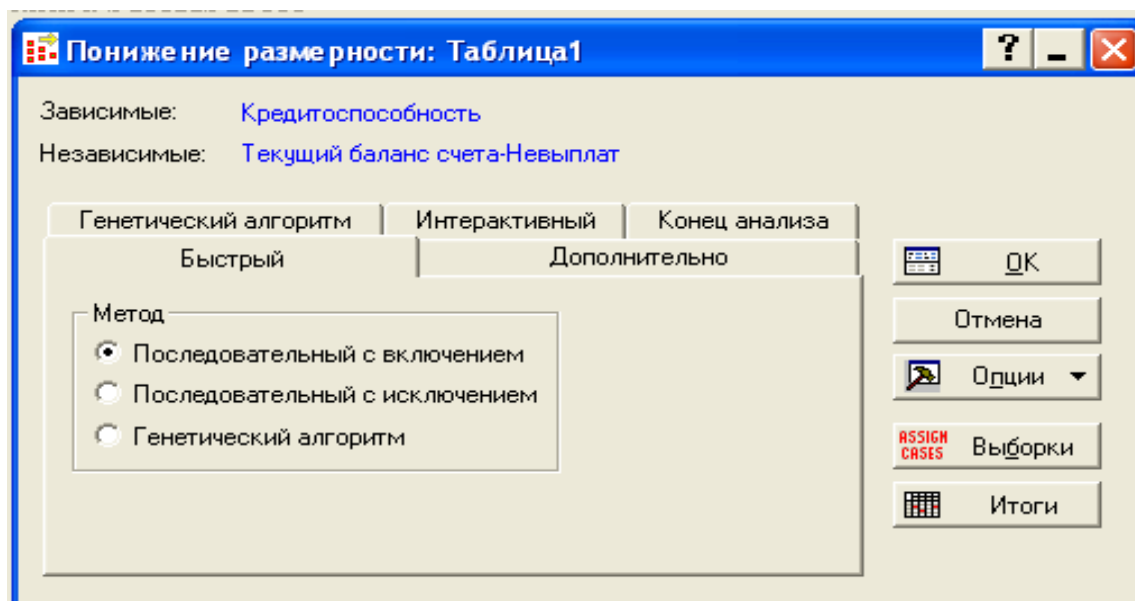 Понижение размерности: Таблица1
Зависимые: Кредитоспособность
Независимые: Текущий баланс счета-Невыплат
Генетический алгоритм Интерактивный Конец анализа
Быстрый Дополнительно
Метод
Последовательный с включением
Последовательный с исключением
Генетический алгоритм
OK
Отмена
Опции
ASSIGN CASES Выборки
Итоги